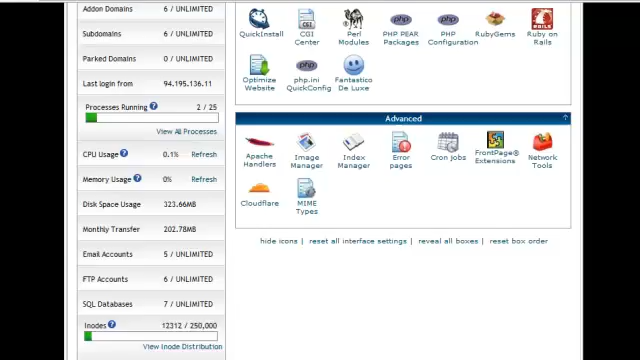 Addon Domains 6 / UNLIMITED
Subdomains 6 / UNLIMITED
Parked Domains 0 / UNLIMITED
Last login from 94.195.136.11
Processes Running ? 2 / 25
View All Processes
CPU Usage ? 0.1% Refresh
Memory Usage ? 0% Refresh
Disk Space Usage 323.66MB
Monthly Transfer 202.78MB
Email Accounts 5 / UNLIMITED
FTP Accounts 6 / UNLIMITED
SQL Databases 7 / UNLIMITED
Inodes ? 12312 / 250,000
View Inode Distribution
php php RAILS
QuickInstall CGI Center Perl Modules PHP PEAR Packages PHP Configuration RubyGems Ruby on Rails
php
Optimize Website php.ini QuickConfig Fantastico De Luxe
Advanced
Apache Handlers Image Manager Index Manager Error pages Cron jobs FrontPage® Extensions Network Tools
Cloudflare MIME Types
hide icons | reset all interface settings | reveal all boxes | reset box order